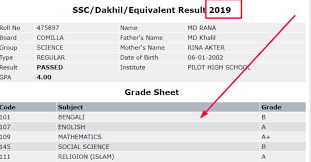 SSC/Dakhil/Equivalent Result 2019
Roll No 475897 Name MD RANA
Board COMILLA Father's Name MD Khalil
Group SCIENCE Mother's Name RINA AKTER
Type REGULAR Date of Birth 06-01-2002
Result PASSED Institute PILOT HIGH SCHOOL
GPA 4.00
Grade Sheet
Code Subject Grade
101 BENGALI B
107 ENGLISH A
109 MATHEMATICS A+
145 SOCIAL SCIENCE B
111 RELIGION (ISLAM) A